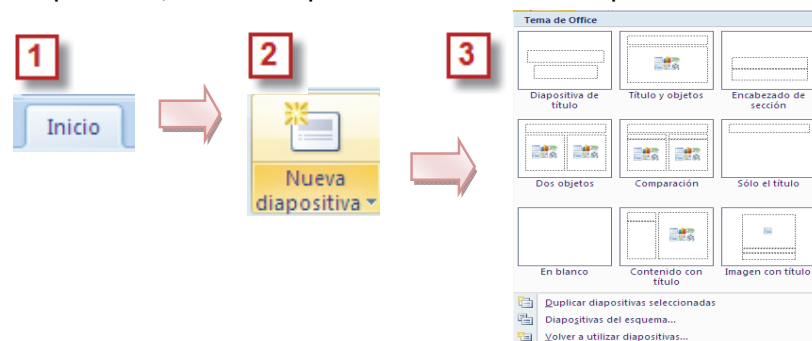 1
Inicio
2
Nueva
diapositiva
3
Tema de Office
Diapositiva de
título
Título y objetos
Encabezado de
sección
Dos objetos
Comparación
Sólo el título
En blanco
Contenido con
título
Imagen con título
Duplicar diapositivas seleccionadas
Diapositivas del esquema...
Volver a utilizar diapositivas...